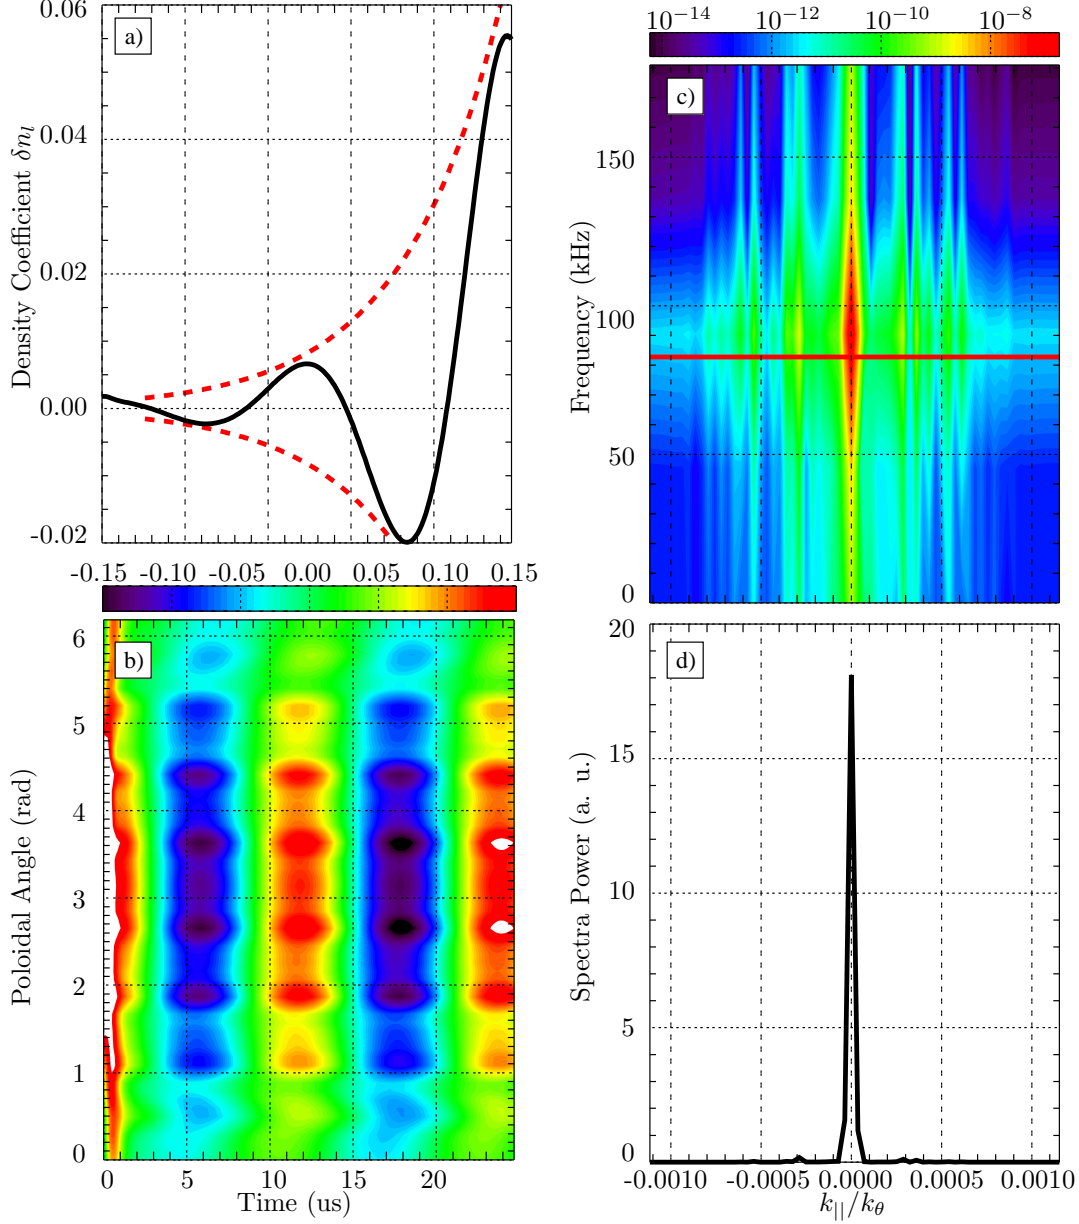 a)
0.06
0.04
0.02
0.00
-0.02
Density Coefficient δn_l
-0.15 -0.10 -0.05 0.00 0.05 0.10 0.15
b)
6
5
4
3
2
1
0
Poloidal Angle (rad)
0 5 10 15 20
Time (us)
10⁻¹⁴ 10⁻¹² 10⁻¹⁰ 10⁻⁸
c)
150
100
50
0
Frequency (kHz)
d)
20
15
10
5
0
Spectra Power (a. u.)
-0.0010 -0.0005 0.0000 0.0005 0.0010
k_||/k_θ